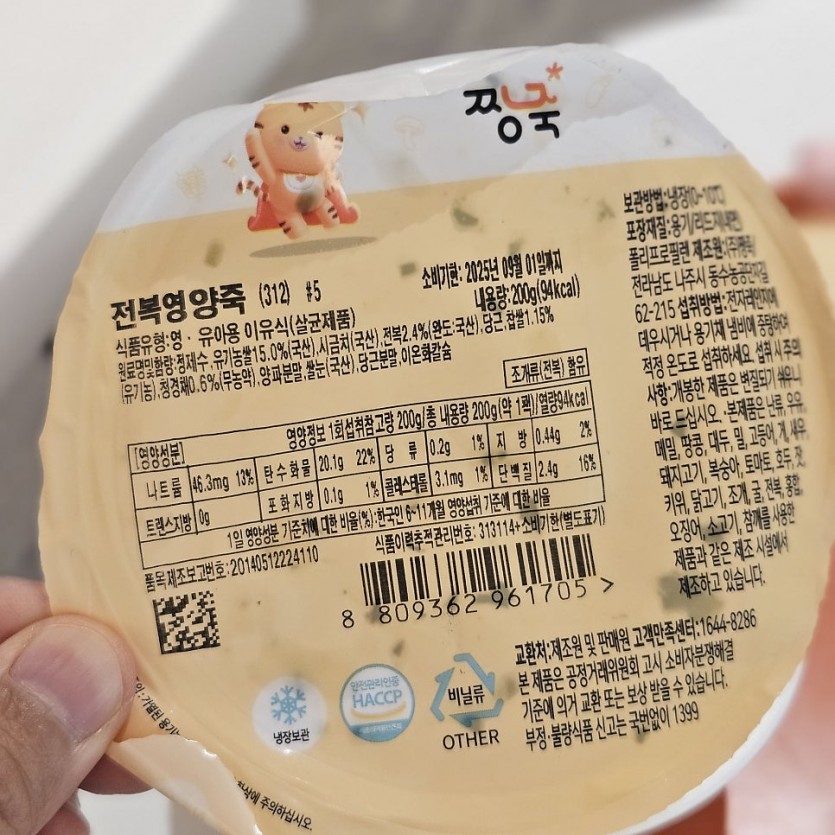 짱죽
전복영양죽 (312) #5
소비기한: 2025년 09월 01일까지
내용량:200g(94kcal)
식품유형:영·유아용 이유식(살균제품)
원료명및함량:정제수,유기농쌀15.0%(국산),시금치(국산),전복2.4%(완도:국산),당근,찹쌀1.15%
(유기농),청경채0.6%(무농약),양파분말,쌀눈(국산),당근분말,이온화칼슘
조개류(전복) 함유
[영양성분] 영양정보 1회섭취참고량 200g/총 내용량 200g(약 1팩)/열량94kcal
나트륨 46.3mg 13% 탄수화물 20.1g 22% 당류 0.2g 1% 지방 0.44g 2%
트랜스지방 0g 포화지방 0.1g 1% 콜레스테롤 3.1mg 1% 단백질 2.4g 16%
1일 영양성분 기준치에 대한 비율(%):한국인 6~11개월 영양섭취 기준에 대한 비율
품목제조보고번호:20140512224110
식품이력추적관리번호:313114+소비기한(별도표기)
8 809362 961705 >
보관방법:냉장(0~10℃)
포장재질:용기/리드지(내면)
폴리프로필렌 제조원:(주)짱죽/
전라남도 나주시 동수농공단지길
62-215 섭취방법:전자레인지에
데우시거나 용기채 냄비에 중탕하여
적정 온도로 섭취하세요. 섭취시주의
사항:개봉한 제품은 변질되기 쉬우니
바로 드십시오 ·본제품은 난류,우유,
메밀,땅콩,대두,밀,고등어,게,새우,
돼지고기,복숭아,토마토,호두,잣,
키위,닭고기,조개,굴,전복,홍합,
오징어,소고기,참깨를 사용한
제품과 같은 제조 시설에서
제조하고 있습니다.
교환처:제조원 및 판매원 고객만족센터:1644-8286
본 제품은 공정거래위원회 고시 소비자분쟁해결
기준에 의거 교환 또는 보상 받을 수 있습니다.
부정·불량식품 신고는 국번없이 1399
냉장보관
안전관리인증
HACCP
비닐류
OTHER
주의하십시오.